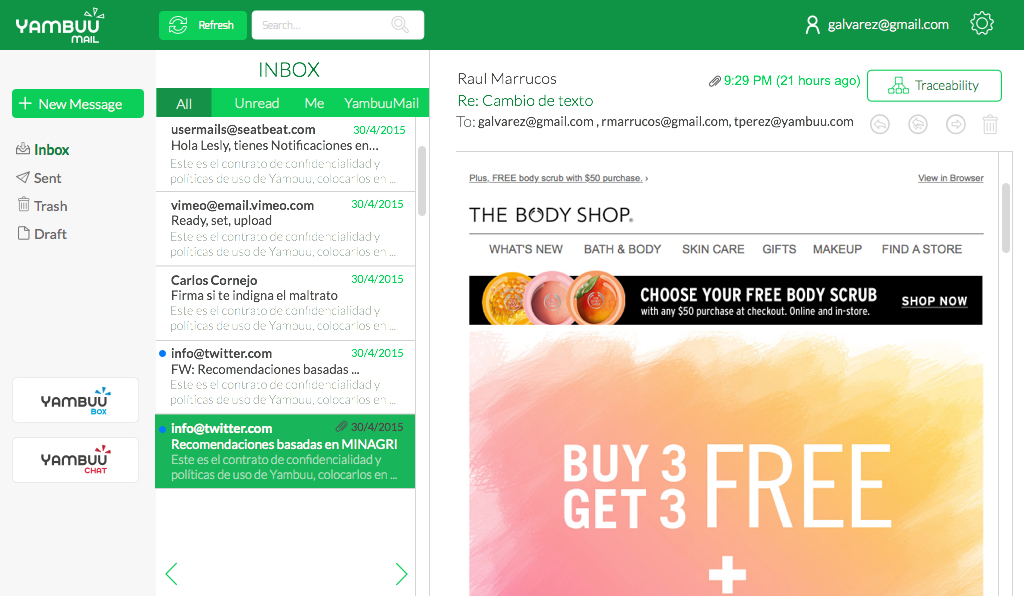 YAMBUU
MAIL
Refresh
Search...
galvarez@gmail.com
New Message
Inbox
Sent
Trash
Draft
YAMBUU
BOX
YAMBUU
CHAT
INBOX
All Unread Me YambuuMail
usermails@seatbeat.com 30/4/2015
Hola Lesly, tienes Notificaciones en...
Este es el contrato de confidencialidad y
políticas de uso de Yambuu, colocarlos en ...
vimeo@email.vimeo.com 30/4/2015
Ready, set, upload
Este es el contrato de confidencialidad y
políticas de uso de Yambuu, colocarlos en ...
Carlos Cornejo 30/4/2015
Firma si te indigna el maltrato
Este es el contrato de confidencialidad y
políticas de uso de Yambuu, colocarlos en ...
info@twitter.com 30/4/2015
FW: Recomendaciones basadas ...
Este es el contrato de confidencialidad y
políticas de uso de Yambuu, colocarlos en ...
info@twitter.com 30/4/2015
Recomendaciones basadas en MINAGRI
Este es el contrato de confidencialidad y
políticas de uso de Yambuu, colocarlos en ...
Raul Marrucos
9:29 PM (21 hours ago)
Traceability
Re: Cambio de texto
To: galvarez@gmail.com , rmarrucos@gmail.com, tperez@yambuu.com
Plus, FREE body scrub with $50 purchase. ›
View in Browser
THE BODY SHOP®
WHAT'S NEW BATH & BODY SKIN CARE GIFTS MAKEUP FIND A STORE
CHOOSE YOUR FREE BODY SCRUB
with any $50 purchase at checkout. Online and in-store.
SHOP NOW
BUY 3
GET 3
FREE
+